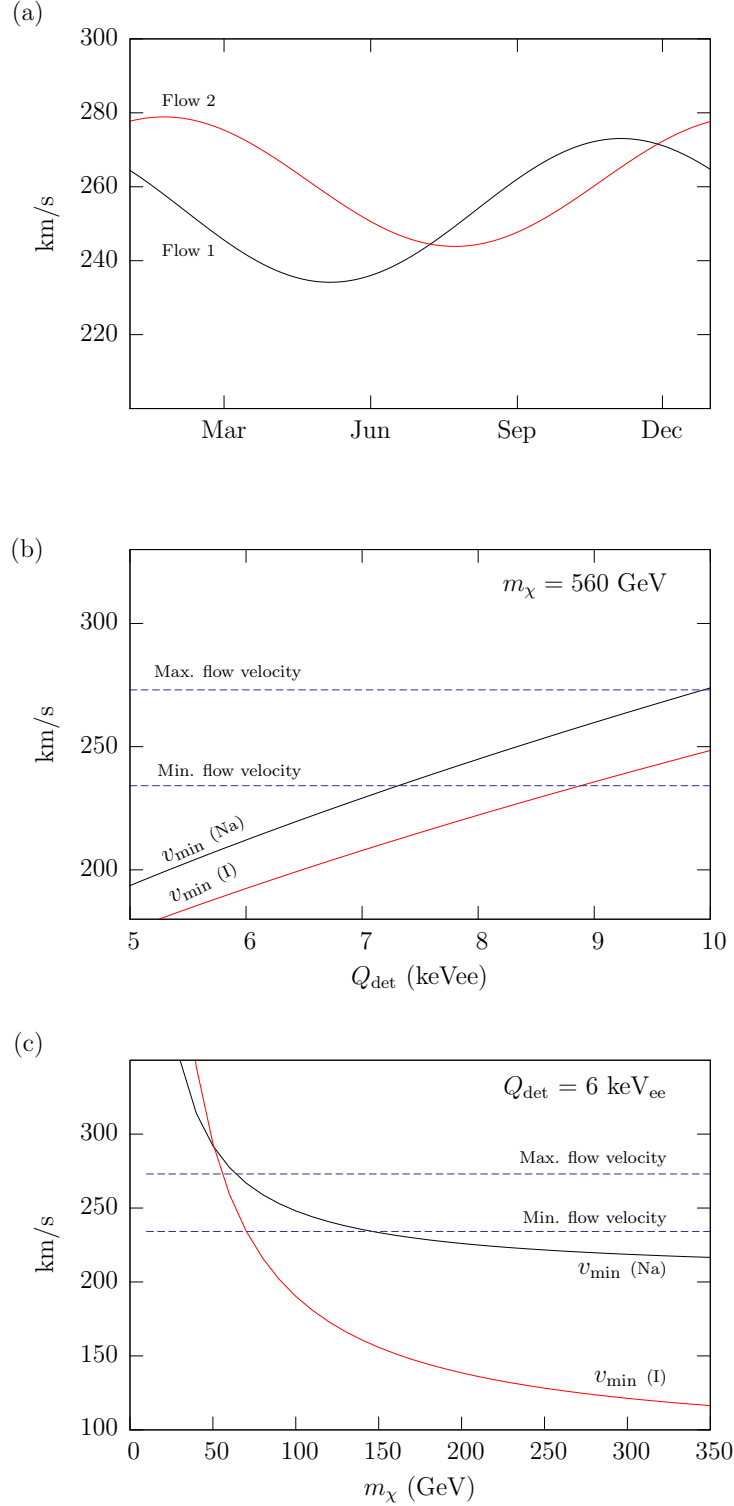 (a)
300
280
260
240
220
km/s
Flow 2
Flow 1
Mar Jun Sep Dec
(b)
300
250
200
km/s
mχ = 560 GeV
Max. flow velocity
Min. flow velocity
vmin (Na)
vmin (I)
5 6 7 8 9 10
Qdet (keVee)
(c)
300
250
200
150
100
km/s
Qdet = 6 keVee
Max. flow velocity
Min. flow velocity
vmin (Na)
vmin (I)
0 50 100 150 200 250 300 350
mχ (GeV)